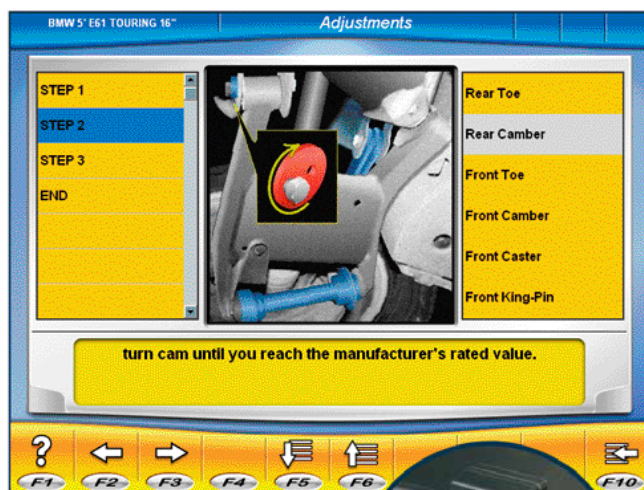 BMW 5' E61 TOURING 16"
Adjustments
STEP 1
STEP 2
STEP 3
END
Rear Toe
Rear Camber
Front Toe
Front Camber
Front Caster
Front King-Pin
turn cam until you reach the manufacturer's rated value.
?
F1
F2
F3
F4
F5
F6
F10